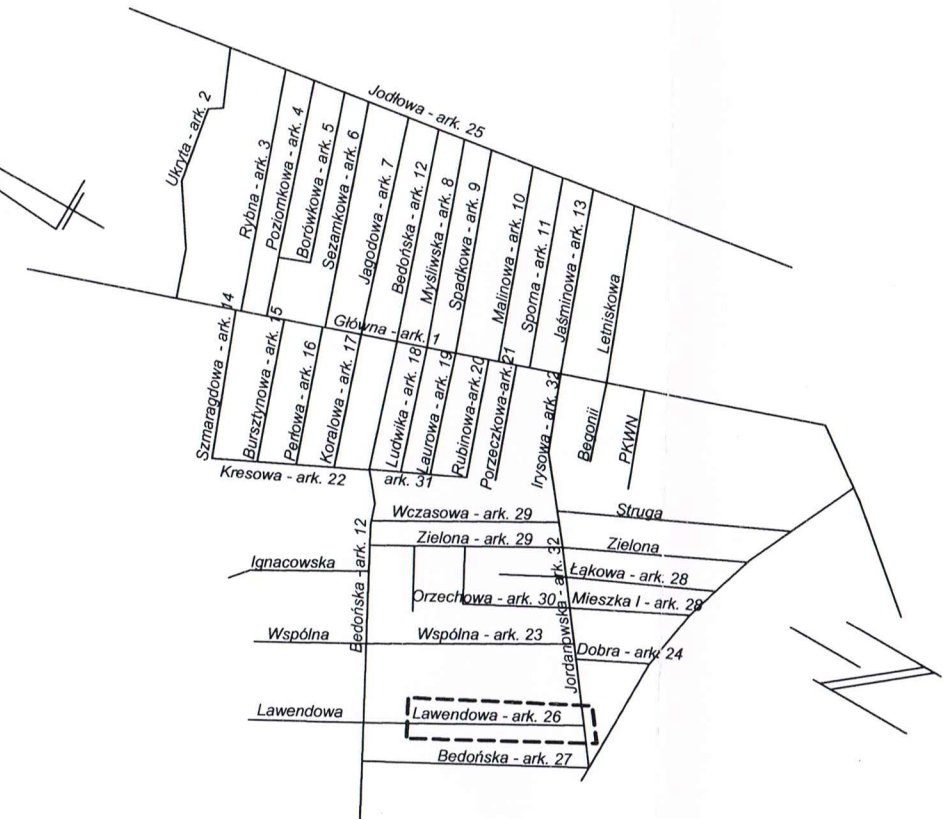 Jodłowa - ark. 25
Ukryta - ark. 2
Rybna - ark. 3
Poziomkowa - ark. 4
Borówkowa - ark. 5
Sezamkowa - ark. 6
Jagodowa - ark. 7
Bedońska - ark. 12
Myśliwska - ark. 8
Spadkowa - ark. 9
Malinowa - ark. 10
Sporna - ark. 11
Jaśminowa - ark. 13
Letniskowa
Główna - ark. 1
Szmaragdowa - ark. 14
Bursztynowa - ark. 15
Perłowa - ark. 16
Koralowa - ark. 17
Ludwika - ark. 18
Laurowa - ark. 19
Rubinowa-ark.20
Porzeczkowa-ark.21
Irysowa - ark. 32
Begonii
PKWN
Kresowa - ark. 22
ark. 31
Wczasowa - ark. 29
Struga
Zielona - ark. 29
Zielona
Bedońska - ark. 12
Ignacowska
Łąkowa - ark. 28
Orzechowa - ark. 30
Mieszka I - ark. 28
Jordanowska - ark. 32
Wspólna
Wspólna - ark. 23
Dobra - ark. 24
Lawendowa
Lawendowa - ark. 26
Bedońska - ark. 27